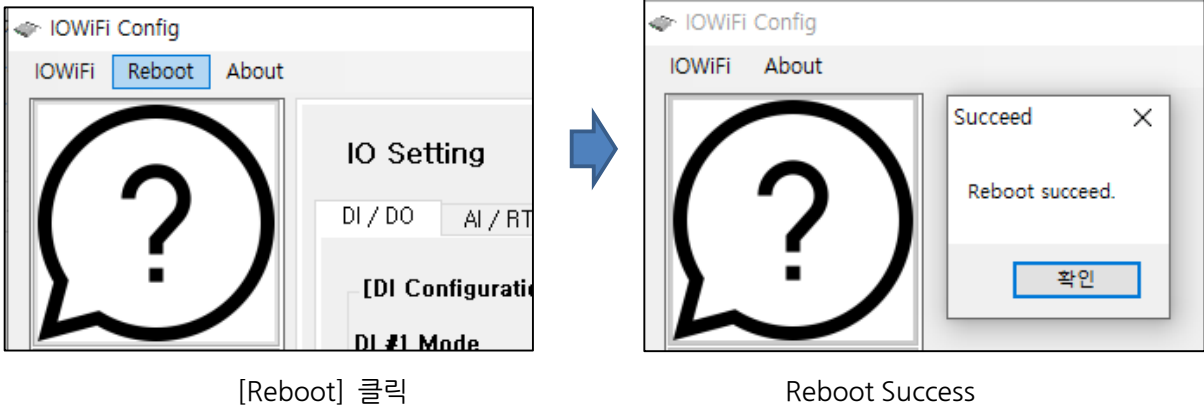 IOWiFi Config
IOWiFi Reboot About
?
IO Setting
DI / DO AI / RT
[DI Configuratio
DI #1 Mode
[Reboot] 클릭
IOWiFi Config
IOWiFi About
?
Succeed
Reboot succeed.
확인
Reboot Success